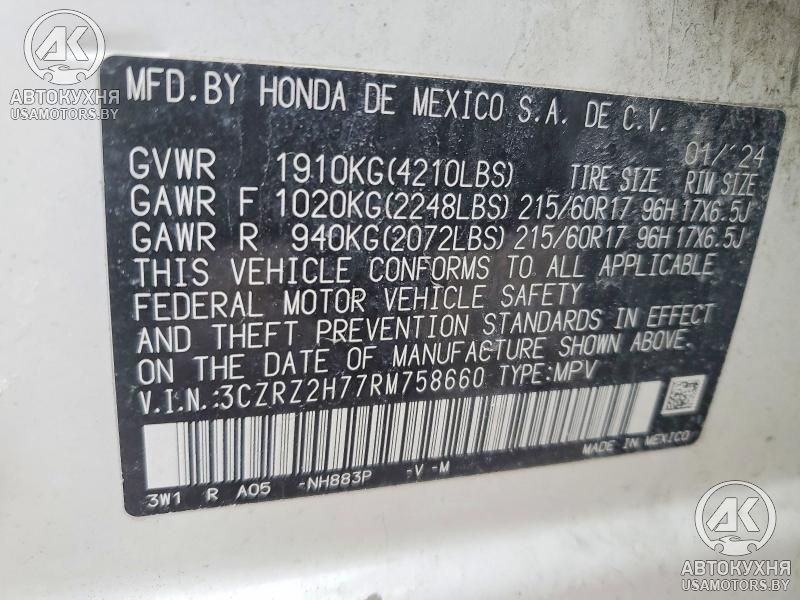 AK
АВТОКУХНЯ
USAMOTORS.BY
MFD.BY HONDA DE MEXICO S.A. DE C.V.
01/'24
GVWR 1910KG(4210LBS) TIRE SIZE RIM SIZE
GAWR F 1020KG(2248LBS) 215/60R17 96H 17X6.5J
GAWR R 940KG(2072LBS) 215/60R17 96H 17X6.5J
THIS VEHICLE CONFORMS TO ALL APPLICABLE
FEDERAL MOTOR VEHICLE SAFETY
AND THEFT PREVENTION STANDARDS IN EFFECT
ON THE DATE OF MANUFACTURE SHOWN ABOVE.
V.I.N.:3CZRZ2H77RM758660 TYPE:MPV
MADE IN MEXICO
3W1 R A05 -NH883P -V -M
AK
АВТОКУХНЯ
USAMOTORS.BY